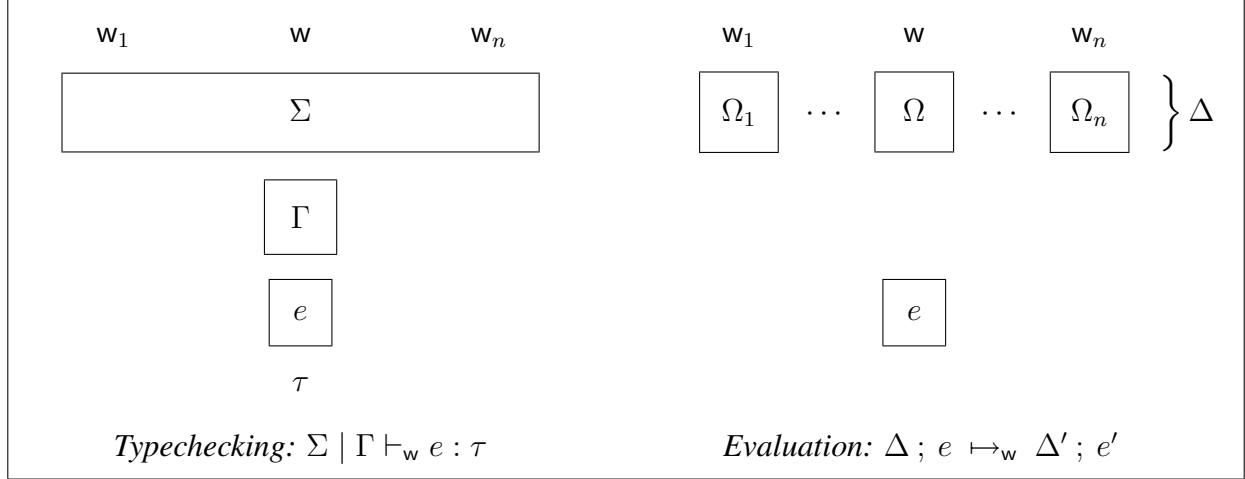 w₁ w wₙ w₁ w wₙ
Σ Ω₁ ··· Ω ··· Ωₙ } Δ
Γ
e e
τ
Typechecking: Σ | Γ ⊢w e : τ Evaluation: Δ ; e ↦w Δ′ ; e′